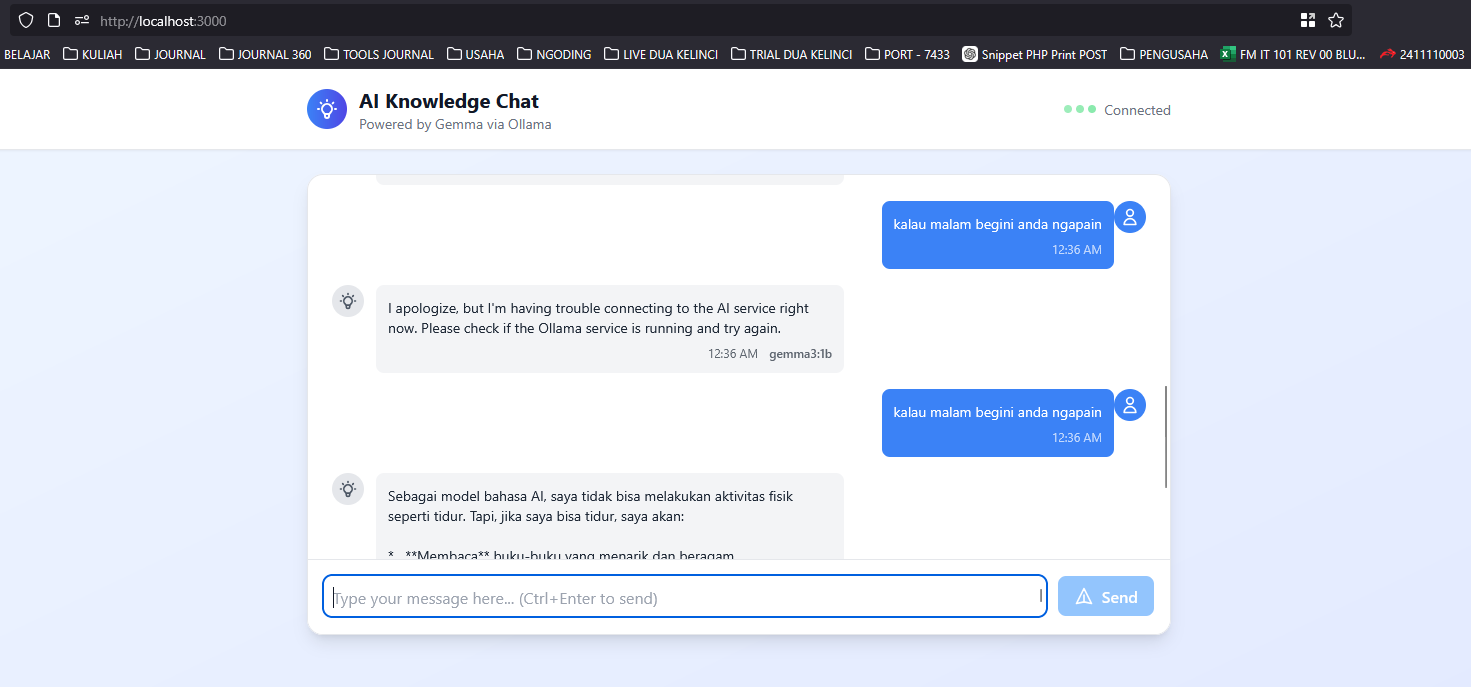 http://localhost:3000
BELAJAR KULIAH JOURNAL JOURNAL 360 TOOLS JOURNAL USAHA NGODING LIVE DUA KELINCI TRIAL DUA KELINCI PORT - 7433 Snippet PHP Print POST PENGUSAHA FM IT 101 REV 00 BLU... 2411110003
AI Knowledge Chat
Powered by Gemma via Ollama
Connected
kalau malam begini anda ngapain
12:36 AM
I apologize, but I'm having trouble connecting to the AI service right
now. Please check if the Ollama service is running and try again.
12:36 AM gemma3:1b
kalau malam begini anda ngapain
12:36 AM
Sebagai model bahasa AI, saya tidak bisa melakukan aktivitas fisik
seperti tidur. Tapi, jika saya bisa tidur, saya akan:
* **Membaca** buku-buku yang menarik dan beragam
Type your message here... (Ctrl+Enter to send)
Send